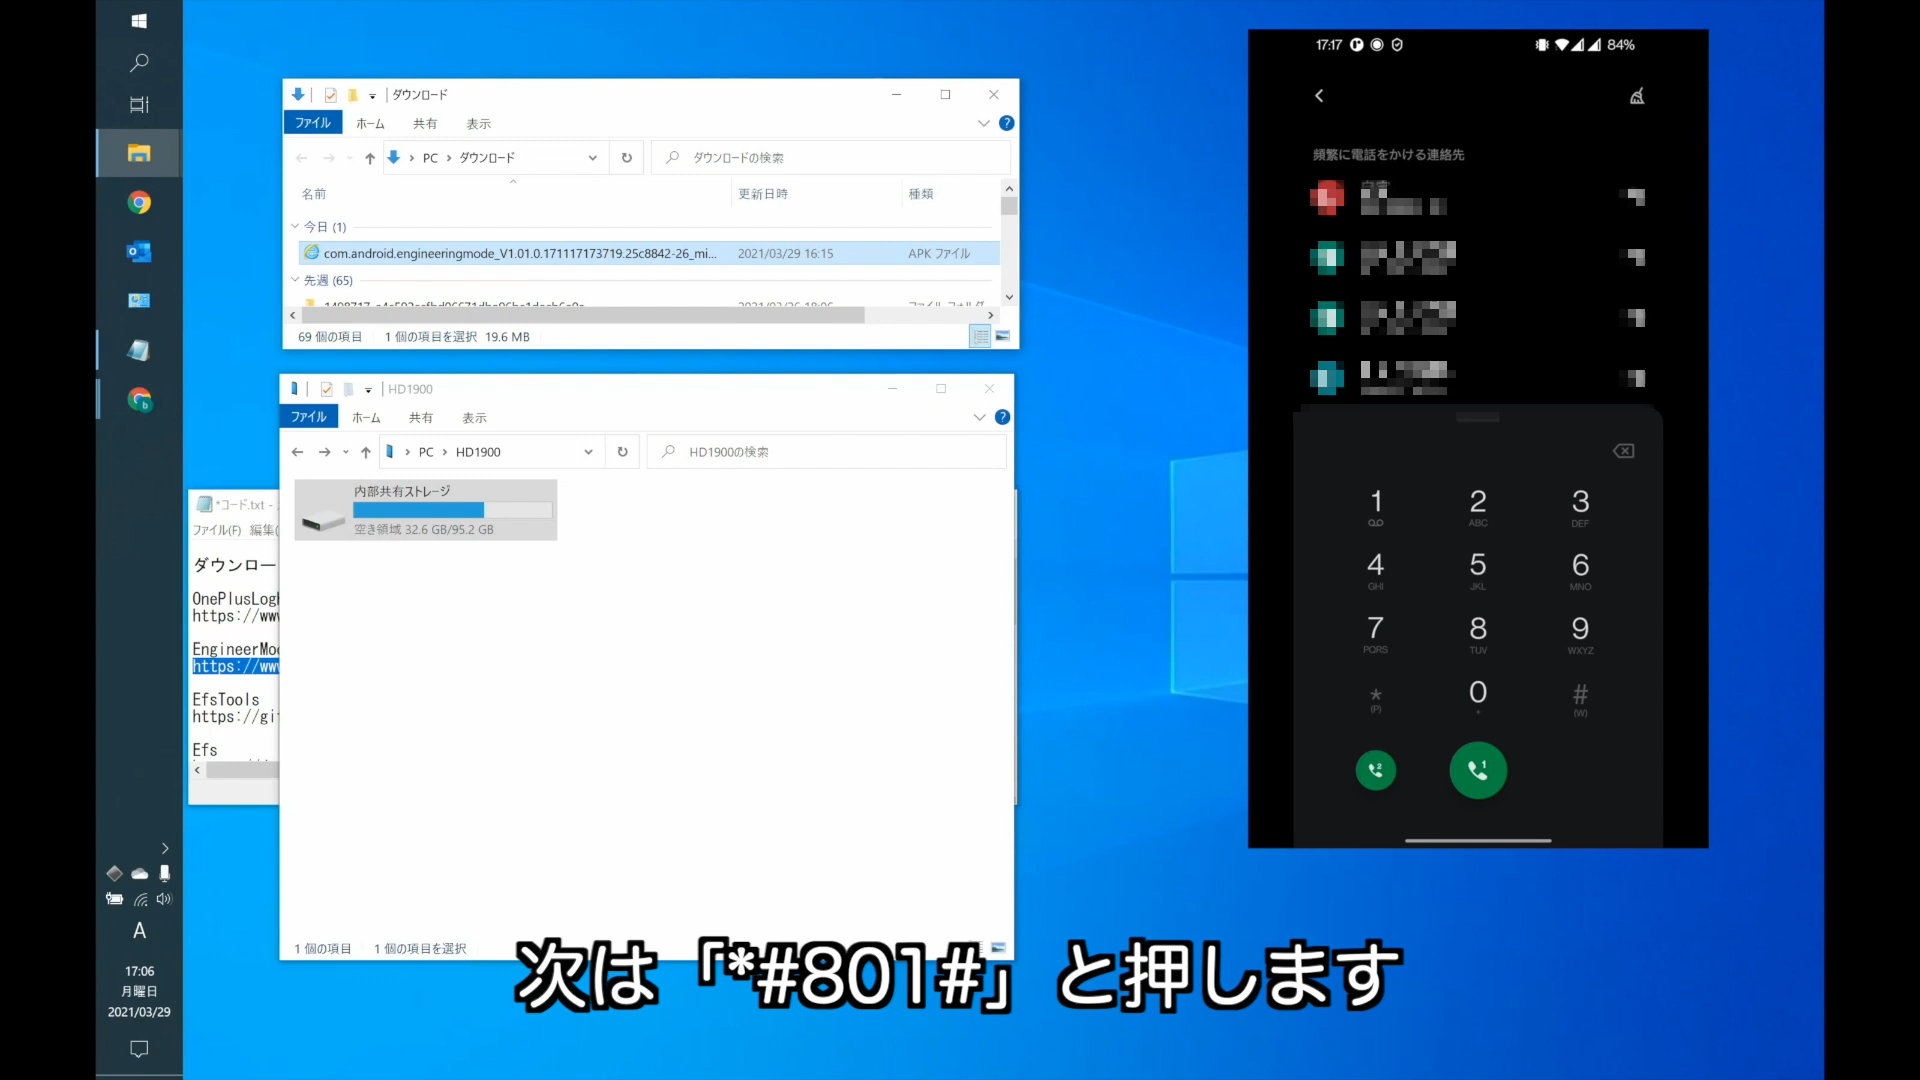 ダウンロード
ファイル ホーム 共有 表示
PC ダウンロード ダウンロードの検索
名前 更新日時 種類
今日 (1)
com.android.engineeringmode_V1.01.0.171117173719.25c8842-26_mi... 2021/03/29 16:15 APK ファイル
先週 (65)
69 個の項目 1 個の項目を選択 19.6 MB
HD1900
ファイル ホーム 共有 表示
PC HD1900 HD1900の検索
内部共有ストレージ
空き領域 32.6 GB/95.2 GB
1 個の項目 1 個の項目を選択
*コード.txt -
ファイル(F) 編集(
ダウンロー
OnePlusLog
https://ww
EngineerMo
https://ww
EfsTools
https://gi
Efs
A
17:06
月曜日
2021/03/29
17:17 84%
頻繁に電話をかける連絡先
1 2 3
ABC DEF
4 5 6
GHI JKL MNO
7 8 9
PQRS TUV WXYZ
* 0 #
(P) + (W)
2 1
次は「*#801#」と押します